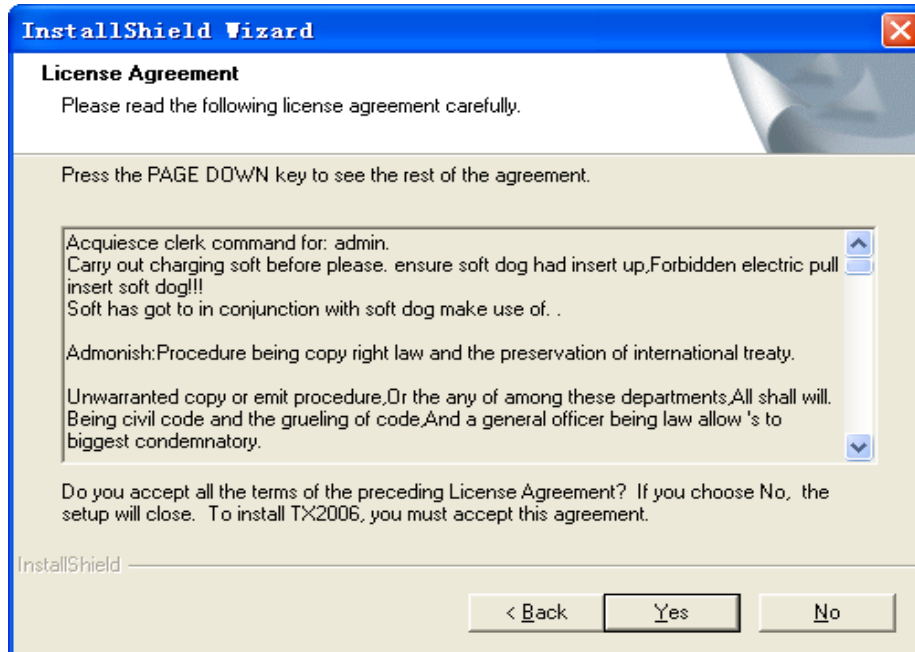 InstallShield Wizard
License Agreement
Please read the following license agreement carefully.
Press the PAGE DOWN key to see the rest of the agreement.
Acquiesce clerk command for: admin.
Carry out charging soft before please. ensure soft dog had insert up,Forbidden electric pull
insert soft dog!!!
Soft has got to in conjunction with soft dog make use of. .
Admonish:Procedure being copy right law and the preservation of international treaty.
Unwarranted copy or emit procedure,Or the any of among these departments,All shall will.
Being civil code and the grueling of code,And a general officer being law allow 's to
biggest condemnatory.
Do you accept all the terms of the preceding License Agreement? If you choose No, the
setup will close. To install TX2006, you must accept this agreement.
InstallShield
< Back Yes No